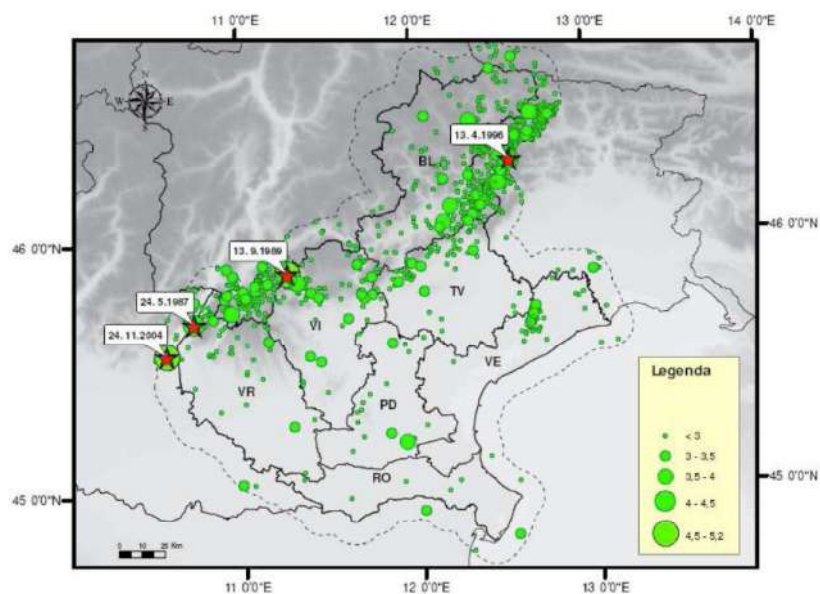 11 0'0"E 12 0'0"E 13 0'0"E 14 0'0"E
N
W E
S
13.4.1996
BL
46 0'0"N 46 0'0"N
13.9.1989
24.5.1987
24.11.2004
TV
VI
VE
VR
PD
RO
Legenda
< 3
3 - 3,5
3,5 - 4
4 - 4,5
4,5 - 5,2
45 0'0"N 45 0'0"N
0 5 10 20 Km
11 0'0"E 12 0'0"E 13 0'0"E